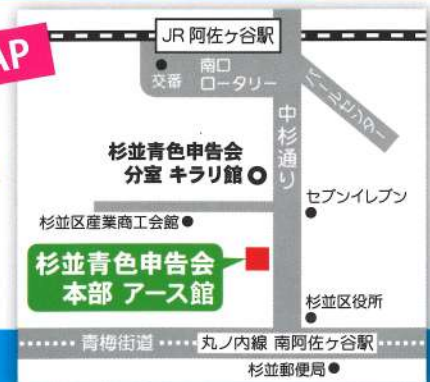 AP
JR 阿佐ヶ谷駅
交番
南口
ロータリー
パールセンター
中杉通り
杉並青色申告会
分室 キラリ館
セブンイレブン
杉並区産業商工会館
杉並青色申告会
本部 アース館
杉並区役所
青梅街道
丸ノ内線 南阿佐ヶ谷駅
杉並郵便局